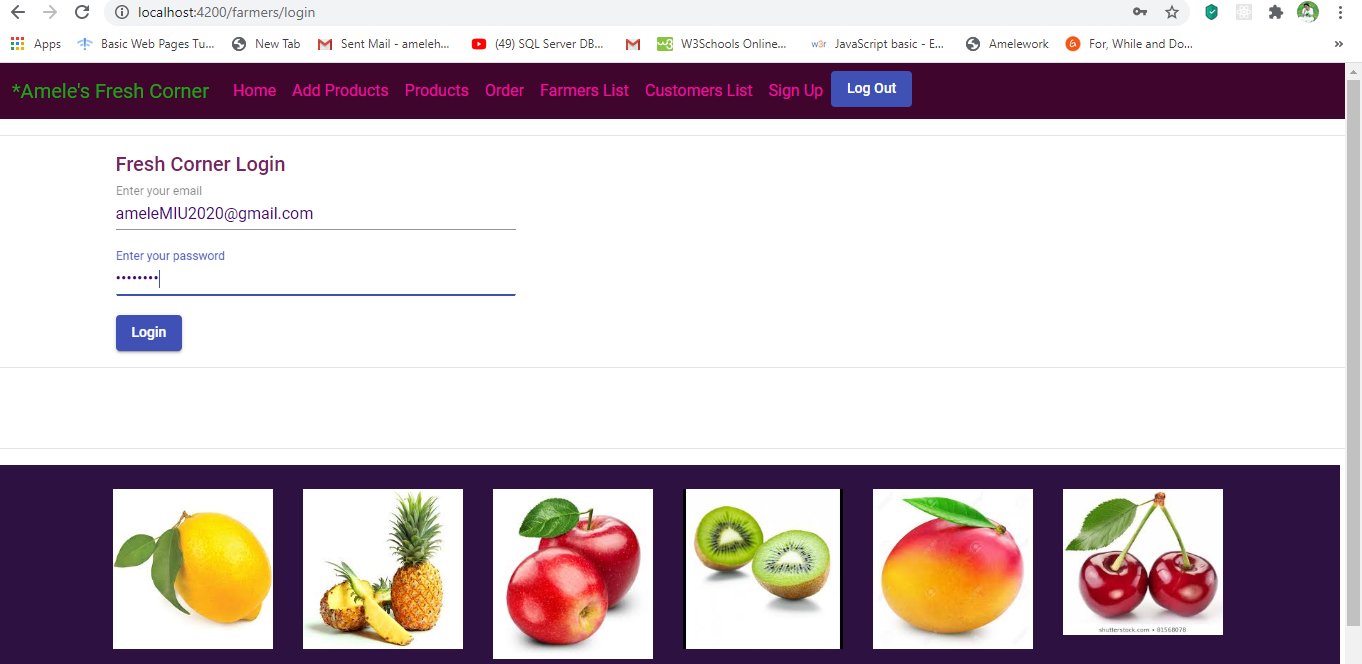 localhost:4200/farmers/login
Apps Basic Web Pages Tu... New Tab Sent Mail - ameleh... (49) SQL Server DB... W3Schools Online... w3r JavaScript basic - E... Amelework For, While and Do... »
*Amele's Fresh Corner Home Add Products Products Order Farmers List Customers List Sign Up Log Out
Fresh Corner Login
Enter your email
ameleMIU2020@gmail.com
Enter your password
••••••••
Login
shutterstock.com • 81568078